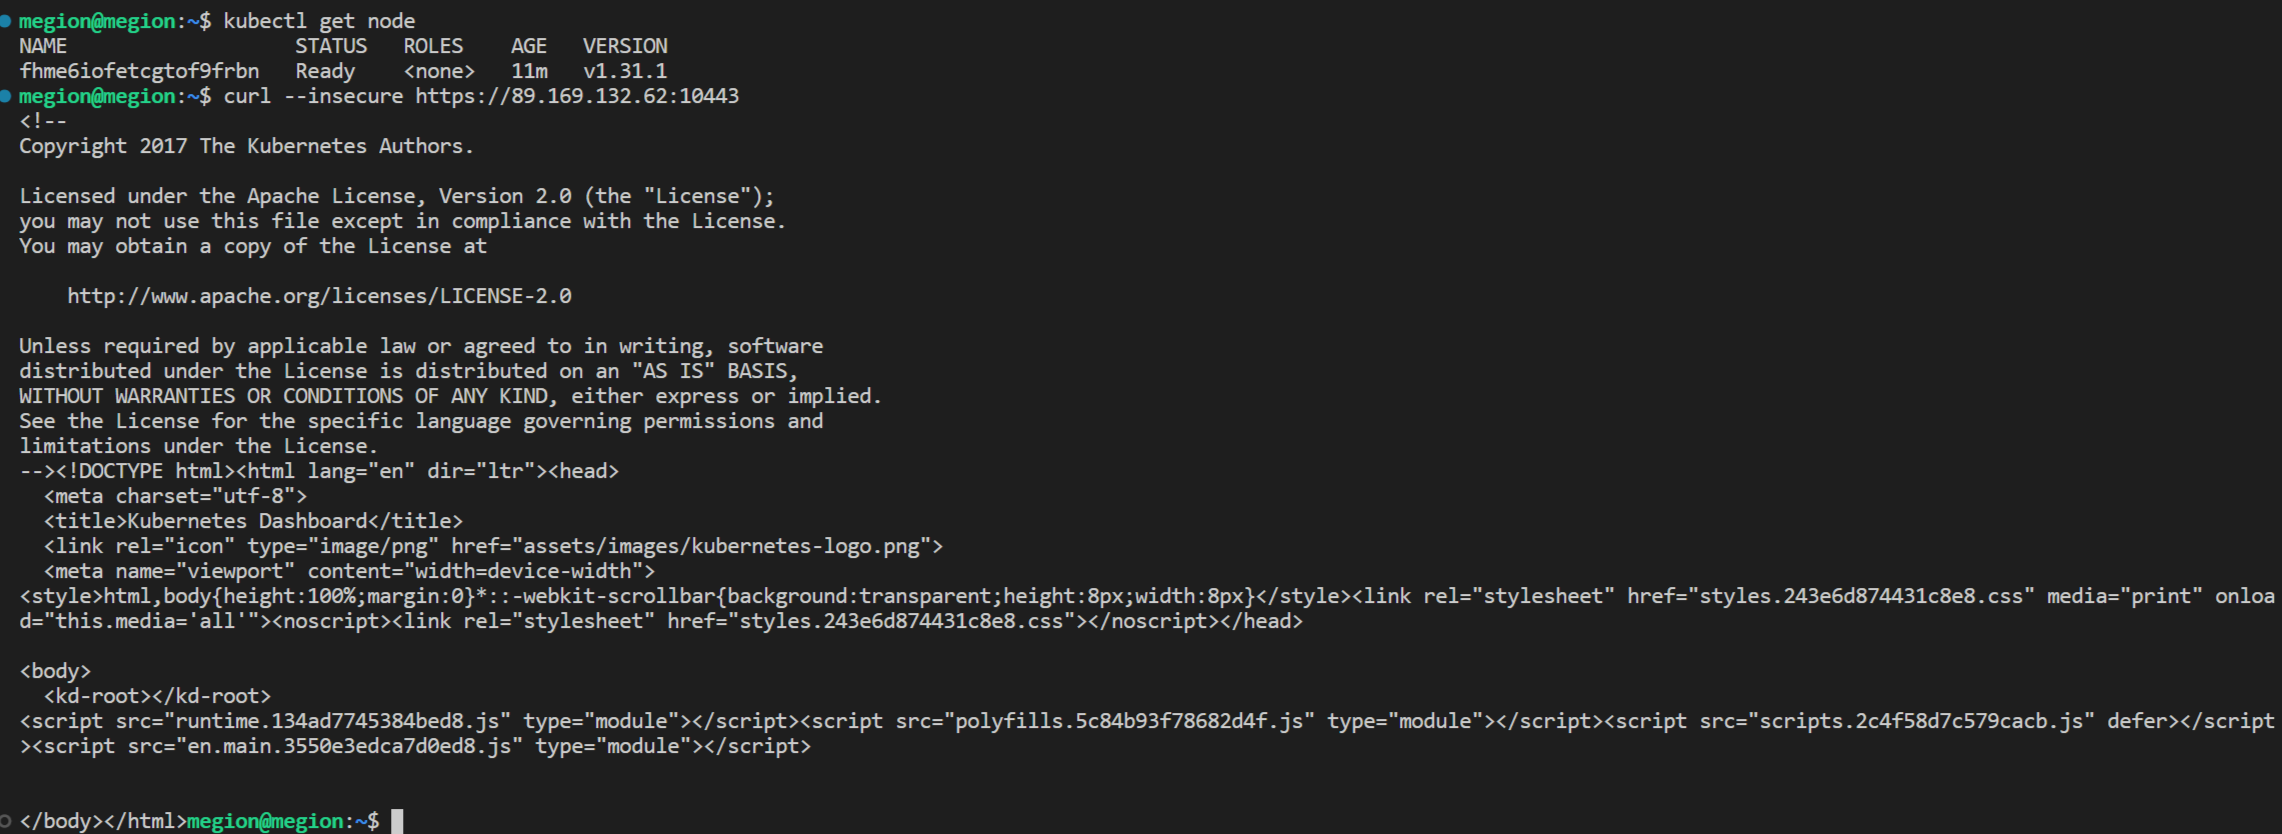 megion@megion:~$ kubectl get node
NAME                   STATUS   ROLES    AGE   VERSION
fhme6iofetcgtof9frbn   Ready    <none>   11m   v1.31.1
megion@megion:~$ curl --insecure https://89.169.132.62:10443
<!--
Copyright 2017 The Kubernetes Authors.

Licensed under the Apache License, Version 2.0 (the "License");
you may not use this file except in compliance with the License.
You may obtain a copy of the License at

    http://www.apache.org/licenses/LICENSE-2.0

Unless required by applicable law or agreed to in writing, software
distributed under the License is distributed on an "AS IS" BASIS,
WITHOUT WARRANTIES OR CONDITIONS OF ANY KIND, either express or implied.
See the License for the specific language governing permissions and
limitations under the License.
--><!DOCTYPE html><html lang="en" dir="ltr"><head>
  <meta charset="utf-8">
  <title>Kubernetes Dashboard</title>
  <link rel="icon" type="image/png" href="assets/images/kubernetes-logo.png">
  <meta name="viewport" content="width=device-width">
<style>html,body{height:100%;margin:0}*::-webkit-scrollbar{background:transparent;height:8px;width:8px}</style><link rel="stylesheet" href="styles.243e6d874431c8e8.css" media="print" onloa
d="this.media='all'"><noscript><link rel="stylesheet" href="styles.243e6d874431c8e8.css"></noscript></head>

<body>
  <kd-root></kd-root>
<script src="runtime.134ad7745384bed8.js" type="module"></script><script src="polyfills.5c84b93f78682d4f.js" type="module"></script><script src="scripts.2c4f58d7c579cacb.js" defer></script
><script src="en.main.3550e3edca7d0ed8.js" type="module"></script>


</body></html>megion@megion:~$